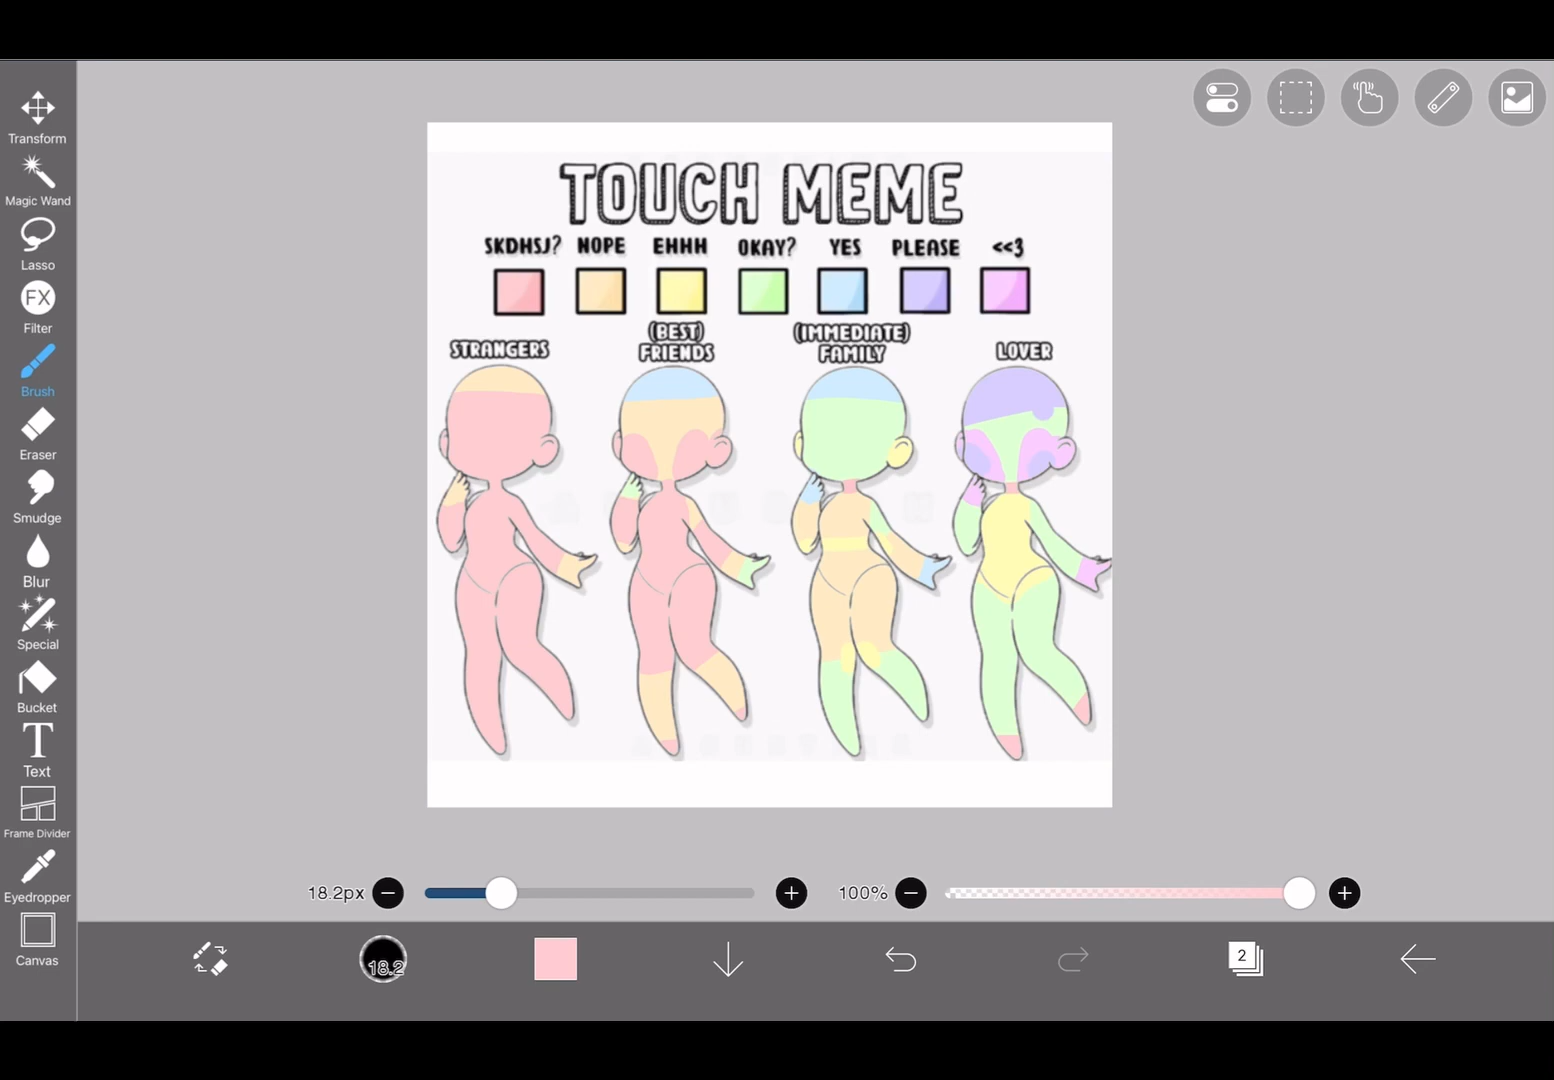 Transform
Magic Wand
Lasso
FX
Filter
Brush
Eraser
Smudge
Blur
Special
Bucket
T
Text
Frame Divider
Eyedropper
Canvas
TOUCH MEME
SKDHSJ? NOPE EHHH OKAY? YES PLEASE <<3
STRANGERS
(BEST)
FRIENDS
(IMMEDIATE)
FAMILY
LOVER
18.2px
100%
18.2
2